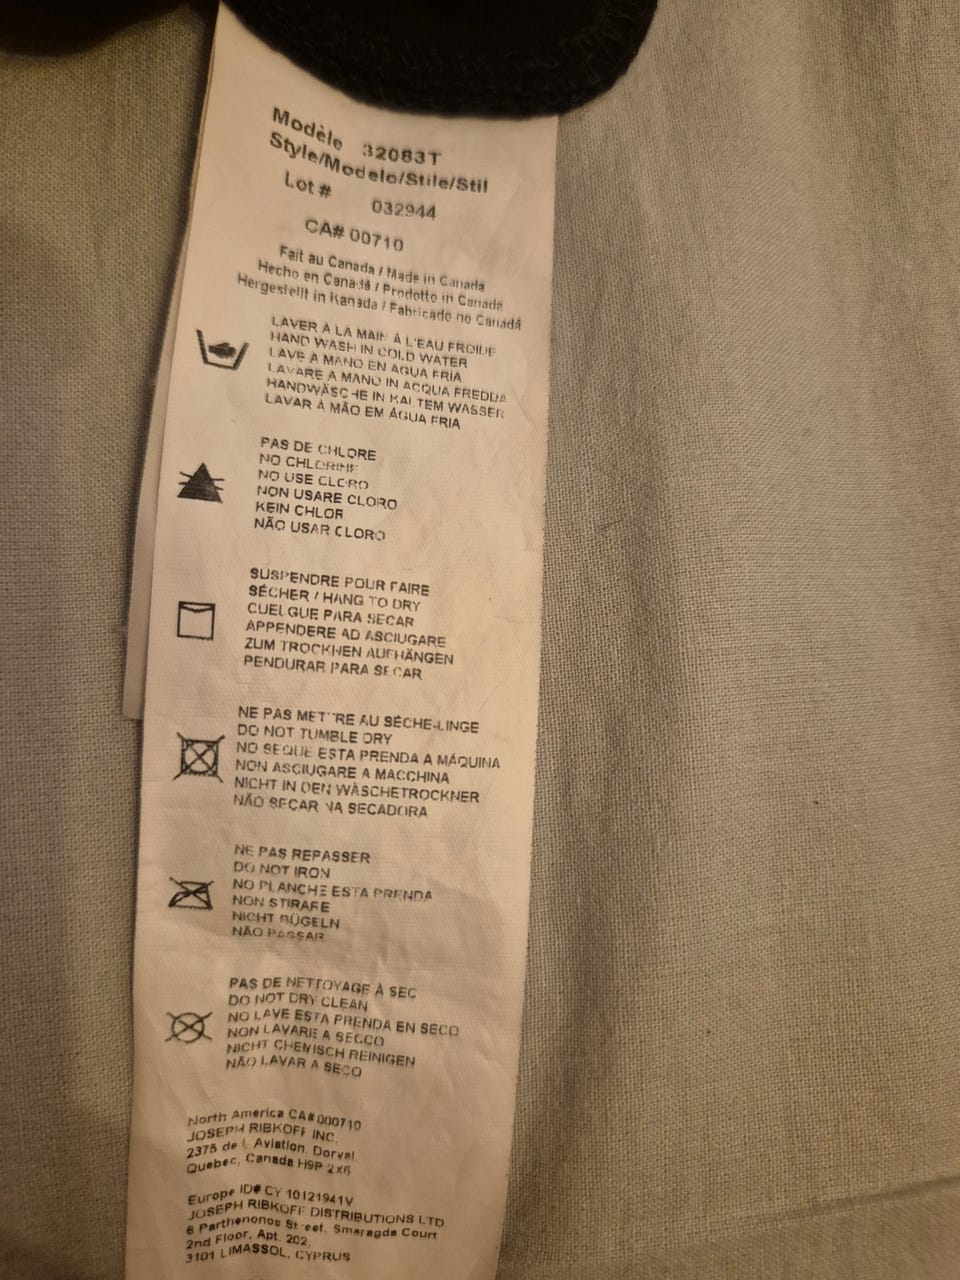 Modèle 32083T
Style/Modelo/Stile/Stil
Lot # 032944
CA# 00710
Fait au Canada / Made in Canada
Hecho en Canadá / Prodotto in Canada
Hergestellt in Kanada / Fabricado no Canadá
LAVER À LA MAIN À L'EAU FROIDE
HAND WASH IN COLD WATER
LAVE A MANO EN AGUA FRIA
LAVARE A MANO IN ACQUA FREDDA
HANDWÄSCHE IN KALTEM WASSER
LAVAR À MÃO EM ÁGUA FRIA
PAS DE CHLORE
NO CHLORINE
NO USE CLORO
NON USARE CLORO
KEIN CHLOR
NÃO USAR CLORO
SUSPENDRE POUR FAIRE
SÉCHER / HANG TO DRY
CUELGUE PARA SECAR
APPENDERE AD ASCIUGARE
ZUM TROCKNEN AUFHÄNGEN
PENDURAR PARA SECAR
NE PAS METTRE AU SÈCHE-LINGE
DO NOT TUMBLE DRY
NO SEQUE ESTA PRENDA A MÁQUINA
NON ASCIUGARE A MACCHINA
NICHT IN DEN WÄSCHETROCKNER
NÃO SECAR NA SECADORA
NE PAS REPASSER
DO NOT IRON
NO PLANCHE ESTA PRENDA
NON STIRARE
NICHT BÜGELN
NÃO PASSAR
PAS DE NETTOYAGE À SEC
DO NOT DRY CLEAN
NO LAVE ESTA PRENDA EN SECO
NON LAVARE A SECCO
NICHT CHEMISCH REINIGEN
NÃO LAVAR A SECO
North America CA# 000710
JOSEPH RIBKOFF INC.
2375 de L Aviation, Dorval,
Quebec, Canada H9P 2X6
Europe ID# CY 10121941V
JOSEPH RIBKOFF DISTRIBUTIONS LTD.
6 Parthenonos Street, Smaragda Court
2nd Floor, Apt. 202,
3101 LIMASSOL, CYPRUS